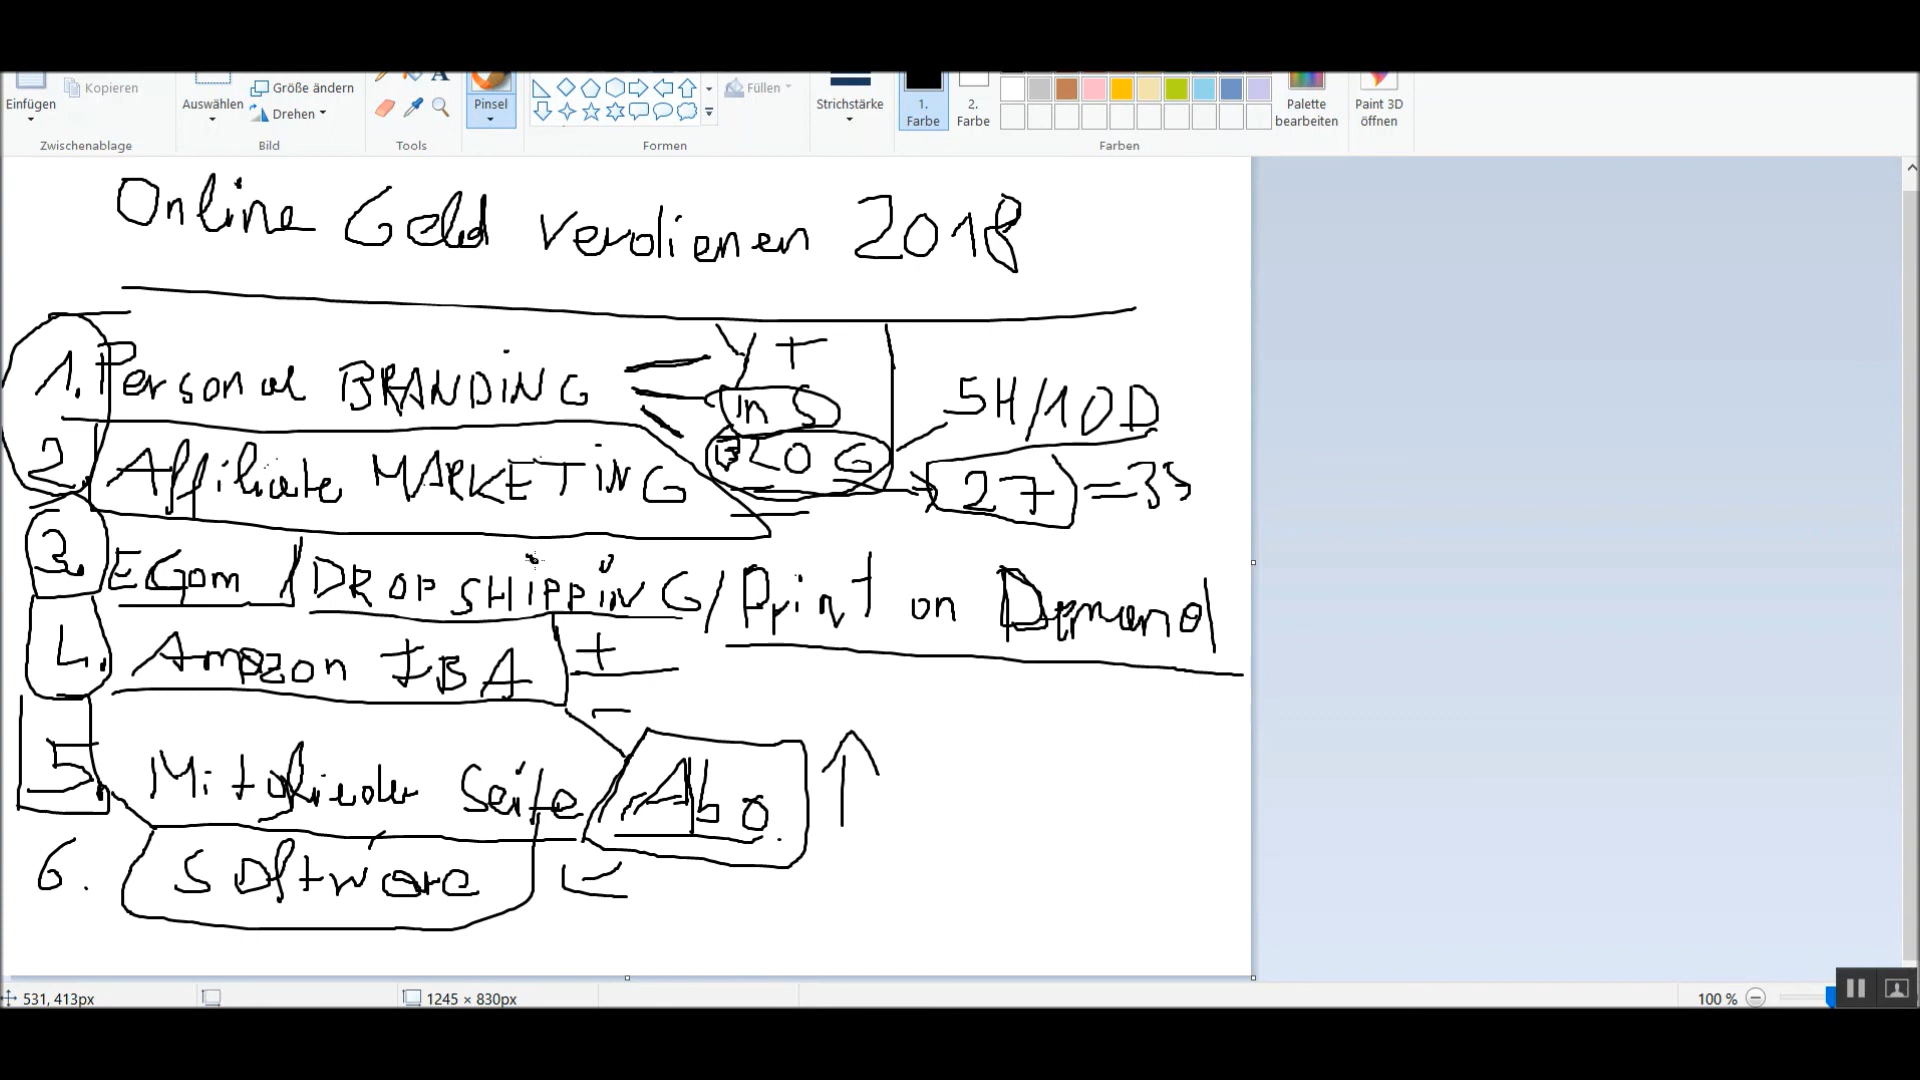 Kopieren
Größe ändern
Füllen
Einfügen
Auswählen
Drehen
Pinsel
Strichstärke
1. Farbe
2. Farbe
Palette bearbeiten
Paint 3D öffnen
Zwischenablage
Bild
Tools
Formen
Farben
Online Geld verdienen 2018
1. Personal BRANDING
+
in S
20 G
5H/10D
27 = 35
2. Affiliate MARKETING
3. ECom / DROPSHIPPING / Print on Demand
4. Amazon FBA + -
5. Mitglieder Seite Abo
6. Software
531, 413px
1245 × 830px
100 %